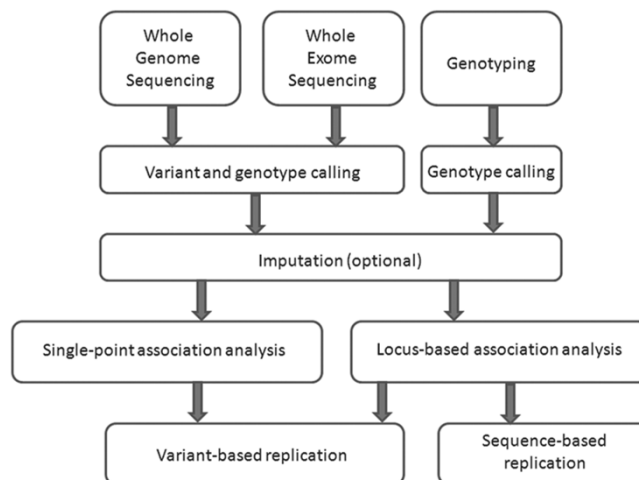 Whole
Genome
Sequencing
Whole
Exome
Sequencing
Genotyping
Variant and genotype calling
Genotype calling
Imputation (optional)
Single-point association analysis
Locus-based association analysis
Variant-based replication
Sequence-based
replication